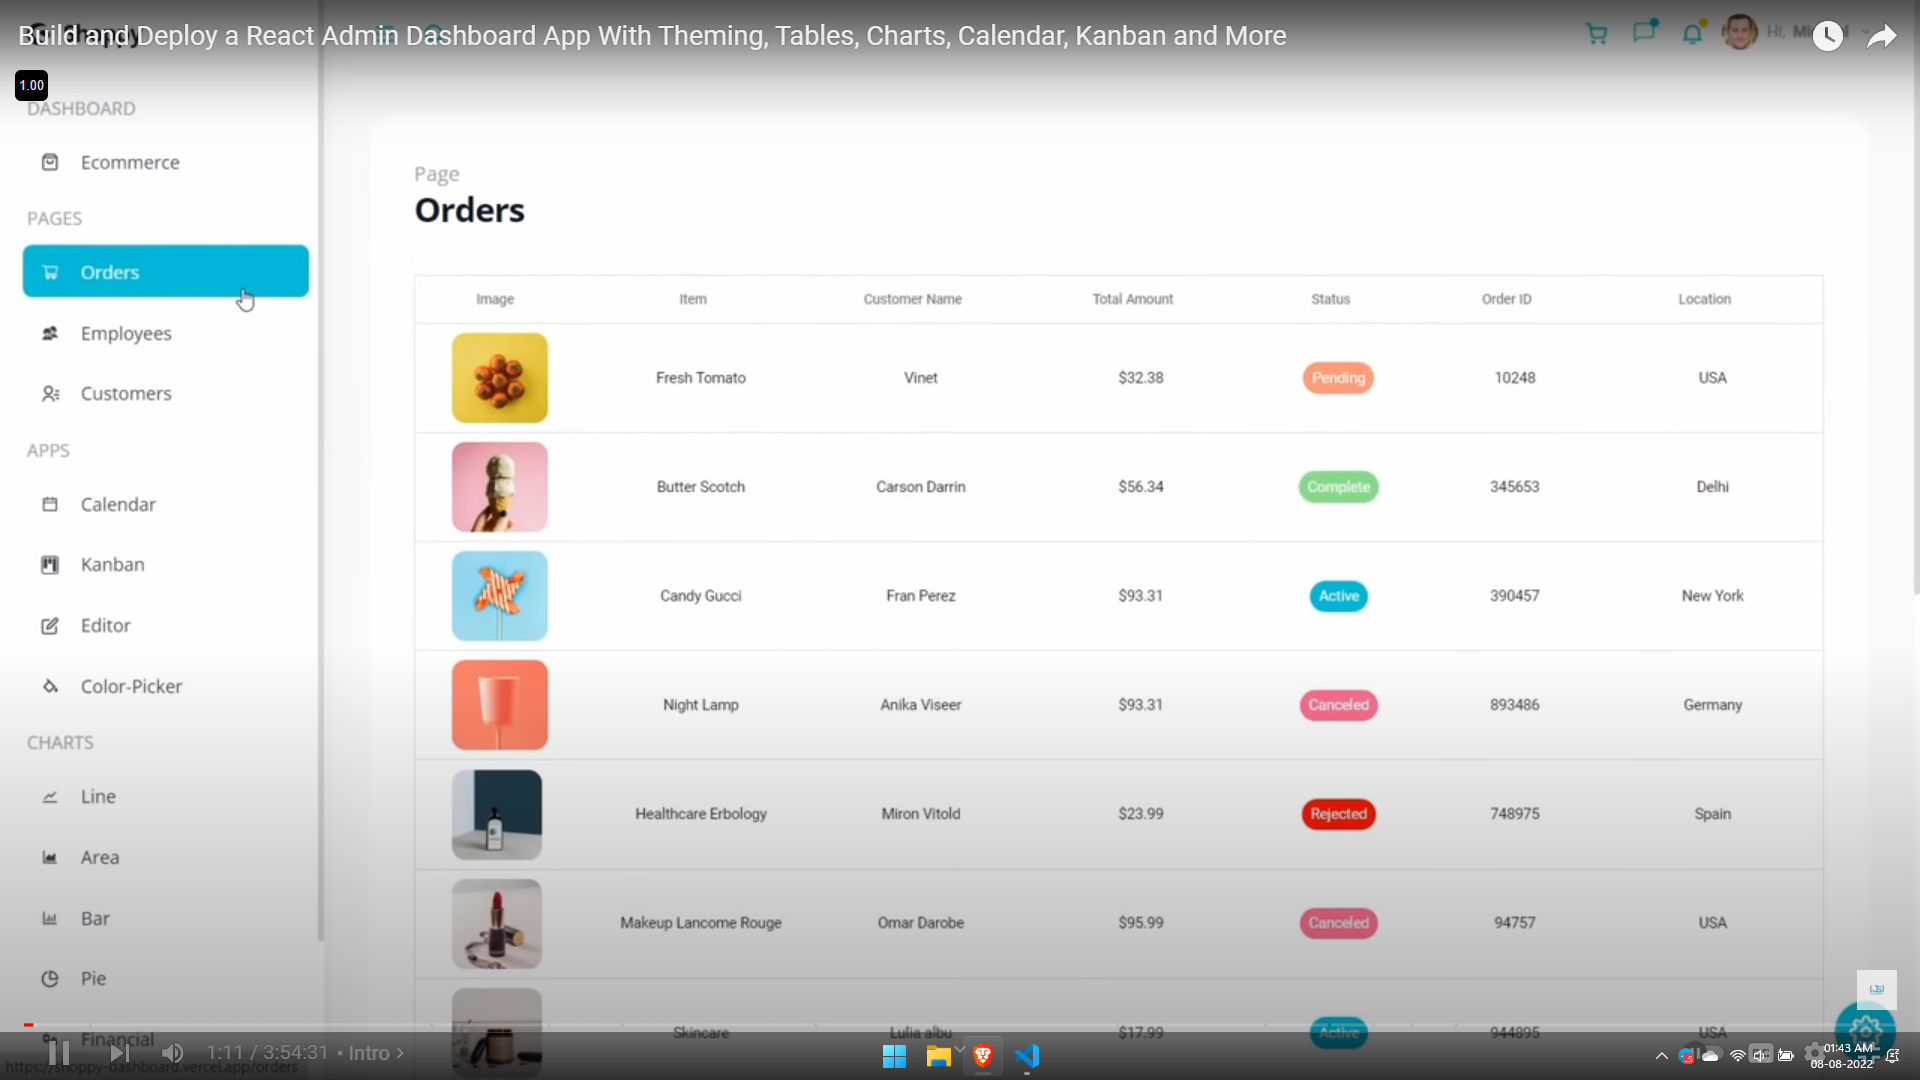 Build and Deploy a React Admin Dashboard App With Theming, Tables, Charts, Calendar, Kanban and More
Shoppy
Hi,
1.00
DASHBOARD
Ecommerce
PAGES
Orders
Employees
Customers
APPS
Calendar
Kanban
Editor
Color-Picker
CHARTS
Line
Area
Bar
Pie
Financial
Page
Orders
Image Item Customer Name Total Amount Status Order ID Location
Fresh Tomato Vinet $32.38 Pending 10248 USA
Butter Scotch Carson Darrin $56.34 Complete 345653 Delhi
Candy Gucci Fran Perez $93.31 Active 390457 New York
Night Lamp Anika Viseer $93.31 Canceled 893486 Germany
Healthcare Erbology Miron Vitold $23.99 Rejected 748975 Spain
Makeup Lancome Rouge Omar Darobe $95.99 Canceled 94757 USA
Skincare Lulia albu $17.99 Active 944895 USA
JS
1:11 / 3:54:31 • Intro
https://shoppy-dashboard.vercel.app/orders
01:43 AM
08-08-2022